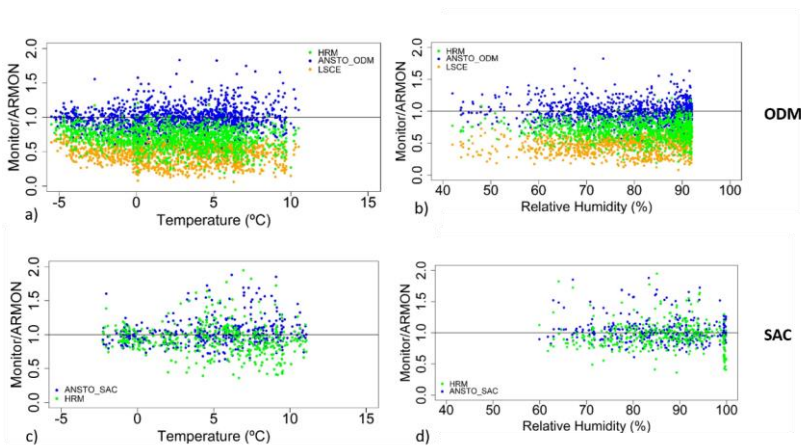 HRM
ANSTO_ODM
LSCE
Monitor/ARMON
2.0
1.5
1.0
0.5
0.0
-5
0
5
10
15
a)
Temperature (ºC)
HRM
ANSTO_ODM
LSCE
Monitor/ARMON
2.0
1.5
1.0
0.5
0.0
40
50
60
70
80
90
100
b)
Relative Humidity (%)
ODM
Monitor/ARMON
2.0
1.5
1.0
0.5
0.0
ANSTO_SAC
HRM
-5
0
5
10
15
c)
Temperature (ºC)
Monitor/ARMON
2.0
1.5
1.0
0.5
0.0
HRM
ANSTO_SAC
40
50
60
70
80
90
100
d)
Relative Humidity (%)
SAC